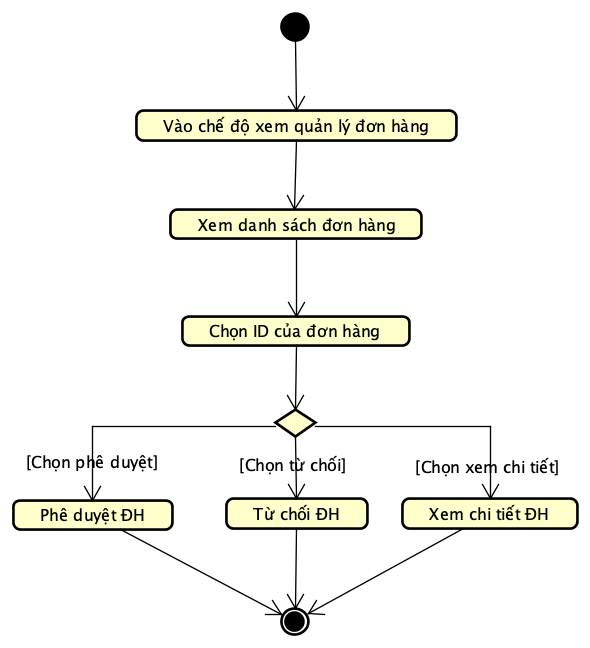 Vào chế độ xem quản lý đơn hàng
Xem danh sách đơn hàng
Chọn ID của đơn hàng
[Chọn phê duyệt]
[Chọn từ chối]
[Chọn xem chi tiết]
Phê duyệt ĐH
Từ chối ĐH
Xem chi tiết ĐH